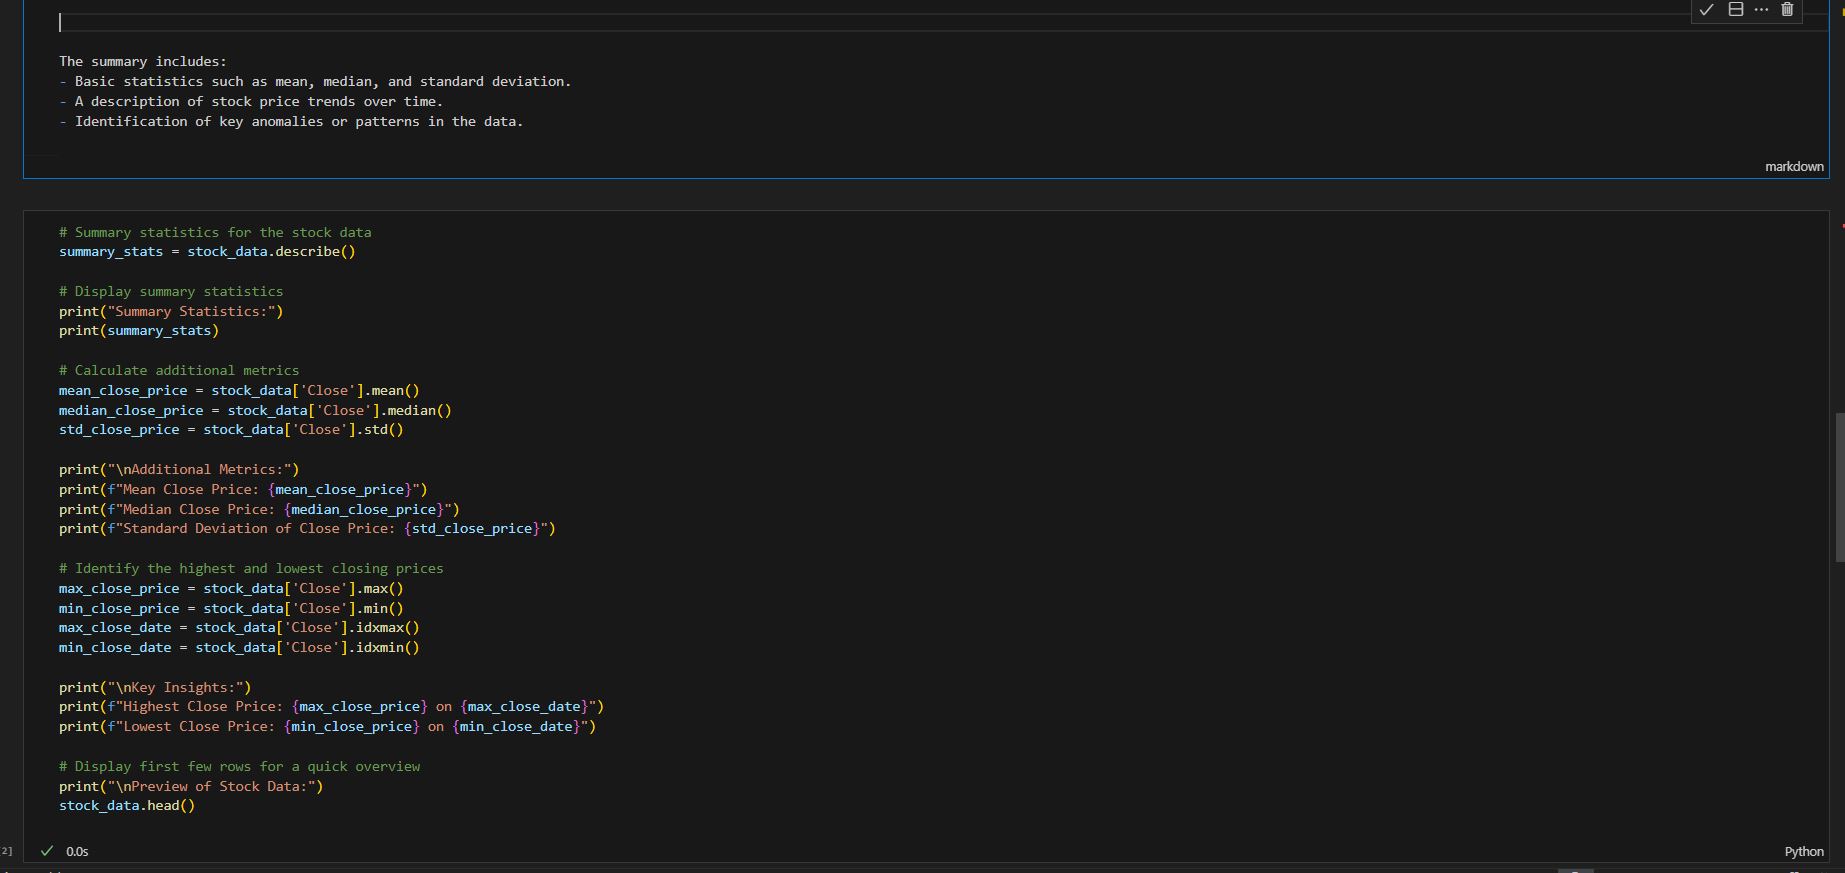 The summary includes:
- Basic statistics such as mean, median, and standard deviation.
- A description of stock price trends over time.
- Identification of key anomalies or patterns in the data.
markdown
# Summary statistics for the stock data
summary_stats = stock_data.describe()
# Display summary statistics
print("Summary Statistics:")
print(summary_stats)
# Calculate additional metrics
mean_close_price = stock_data['Close'].mean()
median_close_price = stock_data['Close'].median()
std_close_price = stock_data['Close'].std()
print("\nAdditional Metrics:")
print(f"Mean Close Price: {mean_close_price}")
print(f"Median Close Price: {median_close_price}")
print(f"Standard Deviation of Close Price: {std_close_price}")
# Identify the highest and lowest closing prices
max_close_price = stock_data['Close'].max()
min_close_price = stock_data['Close'].min()
max_close_date = stock_data['Close'].idxmax()
min_close_date = stock_data['Close'].idxmin()
print("\nKey Insights:")
print(f"Highest Close Price: {max_close_price} on {max_close_date}")
print(f"Lowest Close Price: {min_close_price} on {min_close_date}")
# Display first few rows for a quick overview
print("\nPreview of Stock Data:")
stock_data.head()
2] 0.0s Python